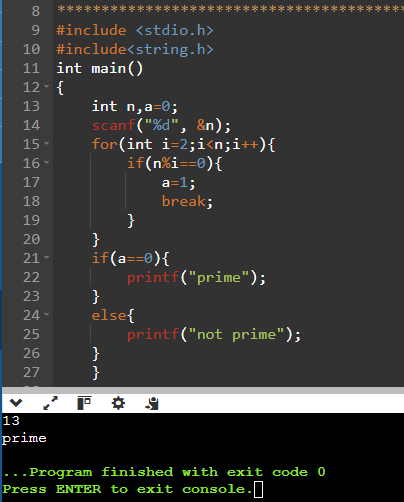 8 *****************************************
9 #include <stdio.h>
10 #include<string.h>
11 int main()
12 {
13     int n,a=0;
14     scanf("%d", &n);
15     for(int i=2;i<n;i++){
16         if(n%i==0){
17             a=1;
18             break;
19         }
20     }
21     if(a==0){
22         printf("prime");
23     }
24     else{
25         printf("not prime");
26     }
27     }
13
prime
...Program finished with exit code 0
Press ENTER to exit console.